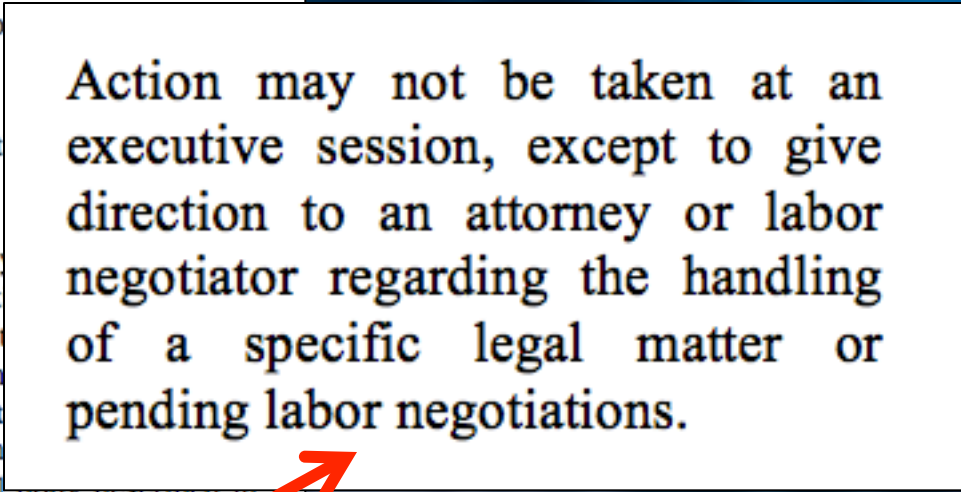 Action may not be taken at an
executive session, except to give
direction to an attorney or labor
negotiator regarding the handling
of a specific legal matter or
pending labor negotiations.